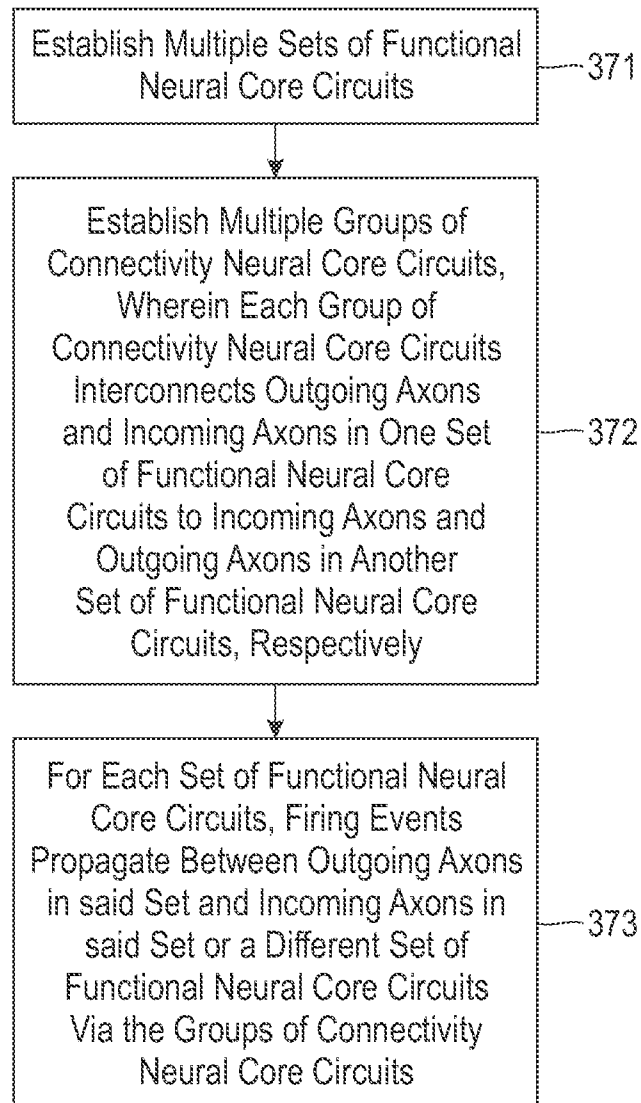 Establish Multiple Sets of Functional
Neural Core Circuits
371
Establish Multiple Groups of
Connectivity Neural Core Circuits,
Wherein Each Group of
Connectivity Neural Core Circuits
Interconnects Outgoing Axons
and Incoming Axons in One Set
of Functional Neural Core
Circuits to Incoming Axons and
Outgoing Axons in Another
Set of Functional Neural Core
Circuits, Respectively
372
For Each Set of Functional Neural
Core Circuits, Firing Events
Propagate Between Outgoing Axons
in said Set and Incoming Axons in
said Set or a Different Set of
Functional Neural Core Circuits
Via the Groups of Connectivity
Neural Core Circuits
373